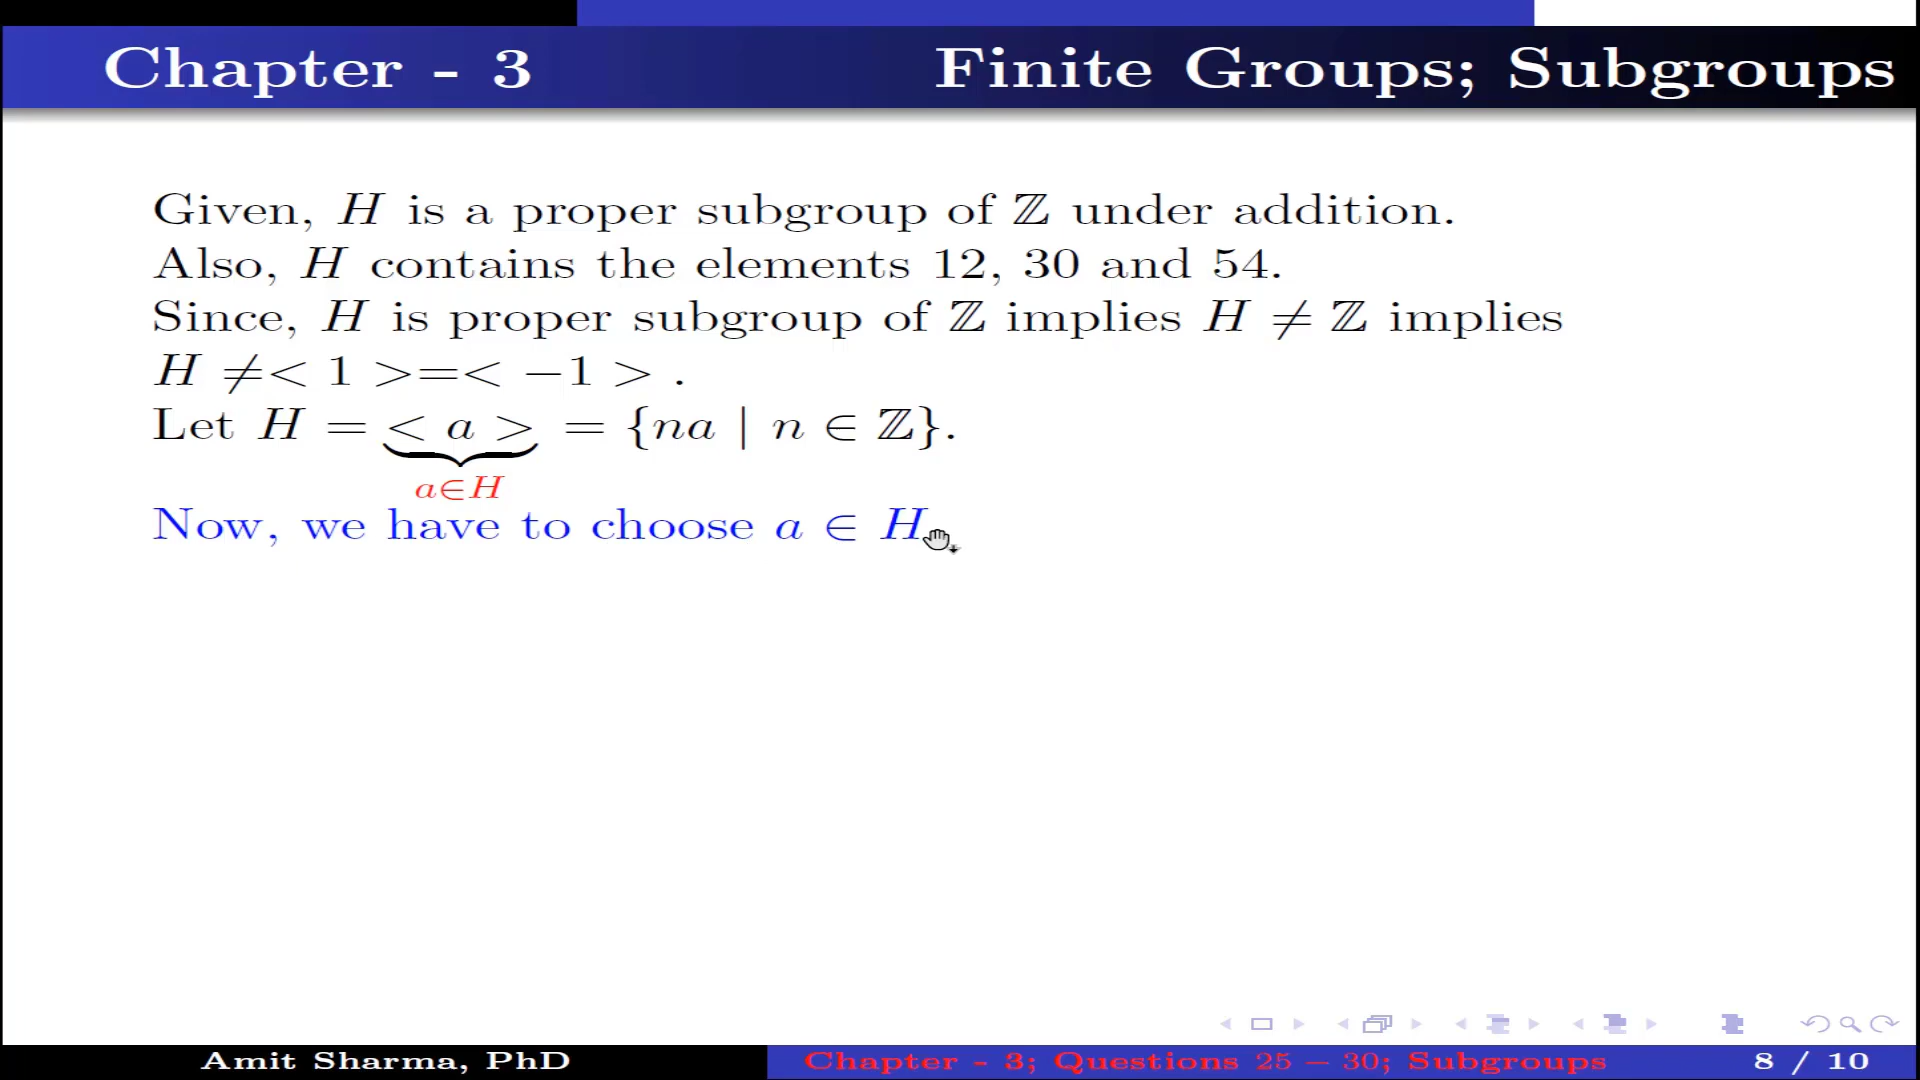 Chapter - 3 Finite Groups; Subgroups
Given, H is a proper subgroup of ℤ under addition.
Also, H contains the elements 12, 30 and 54.
Since, H is proper subgroup of ℤ implies H ≠ ℤ implies
H ≠< 1 >=< −1 > .
Let H = < a > = {na | n ∈ ℤ}.
a∈H
Now, we have to choose a ∈ H
Amit Sharma, PhD Chapter - 3; Questions 25 − 30; Subgroups 8 / 10